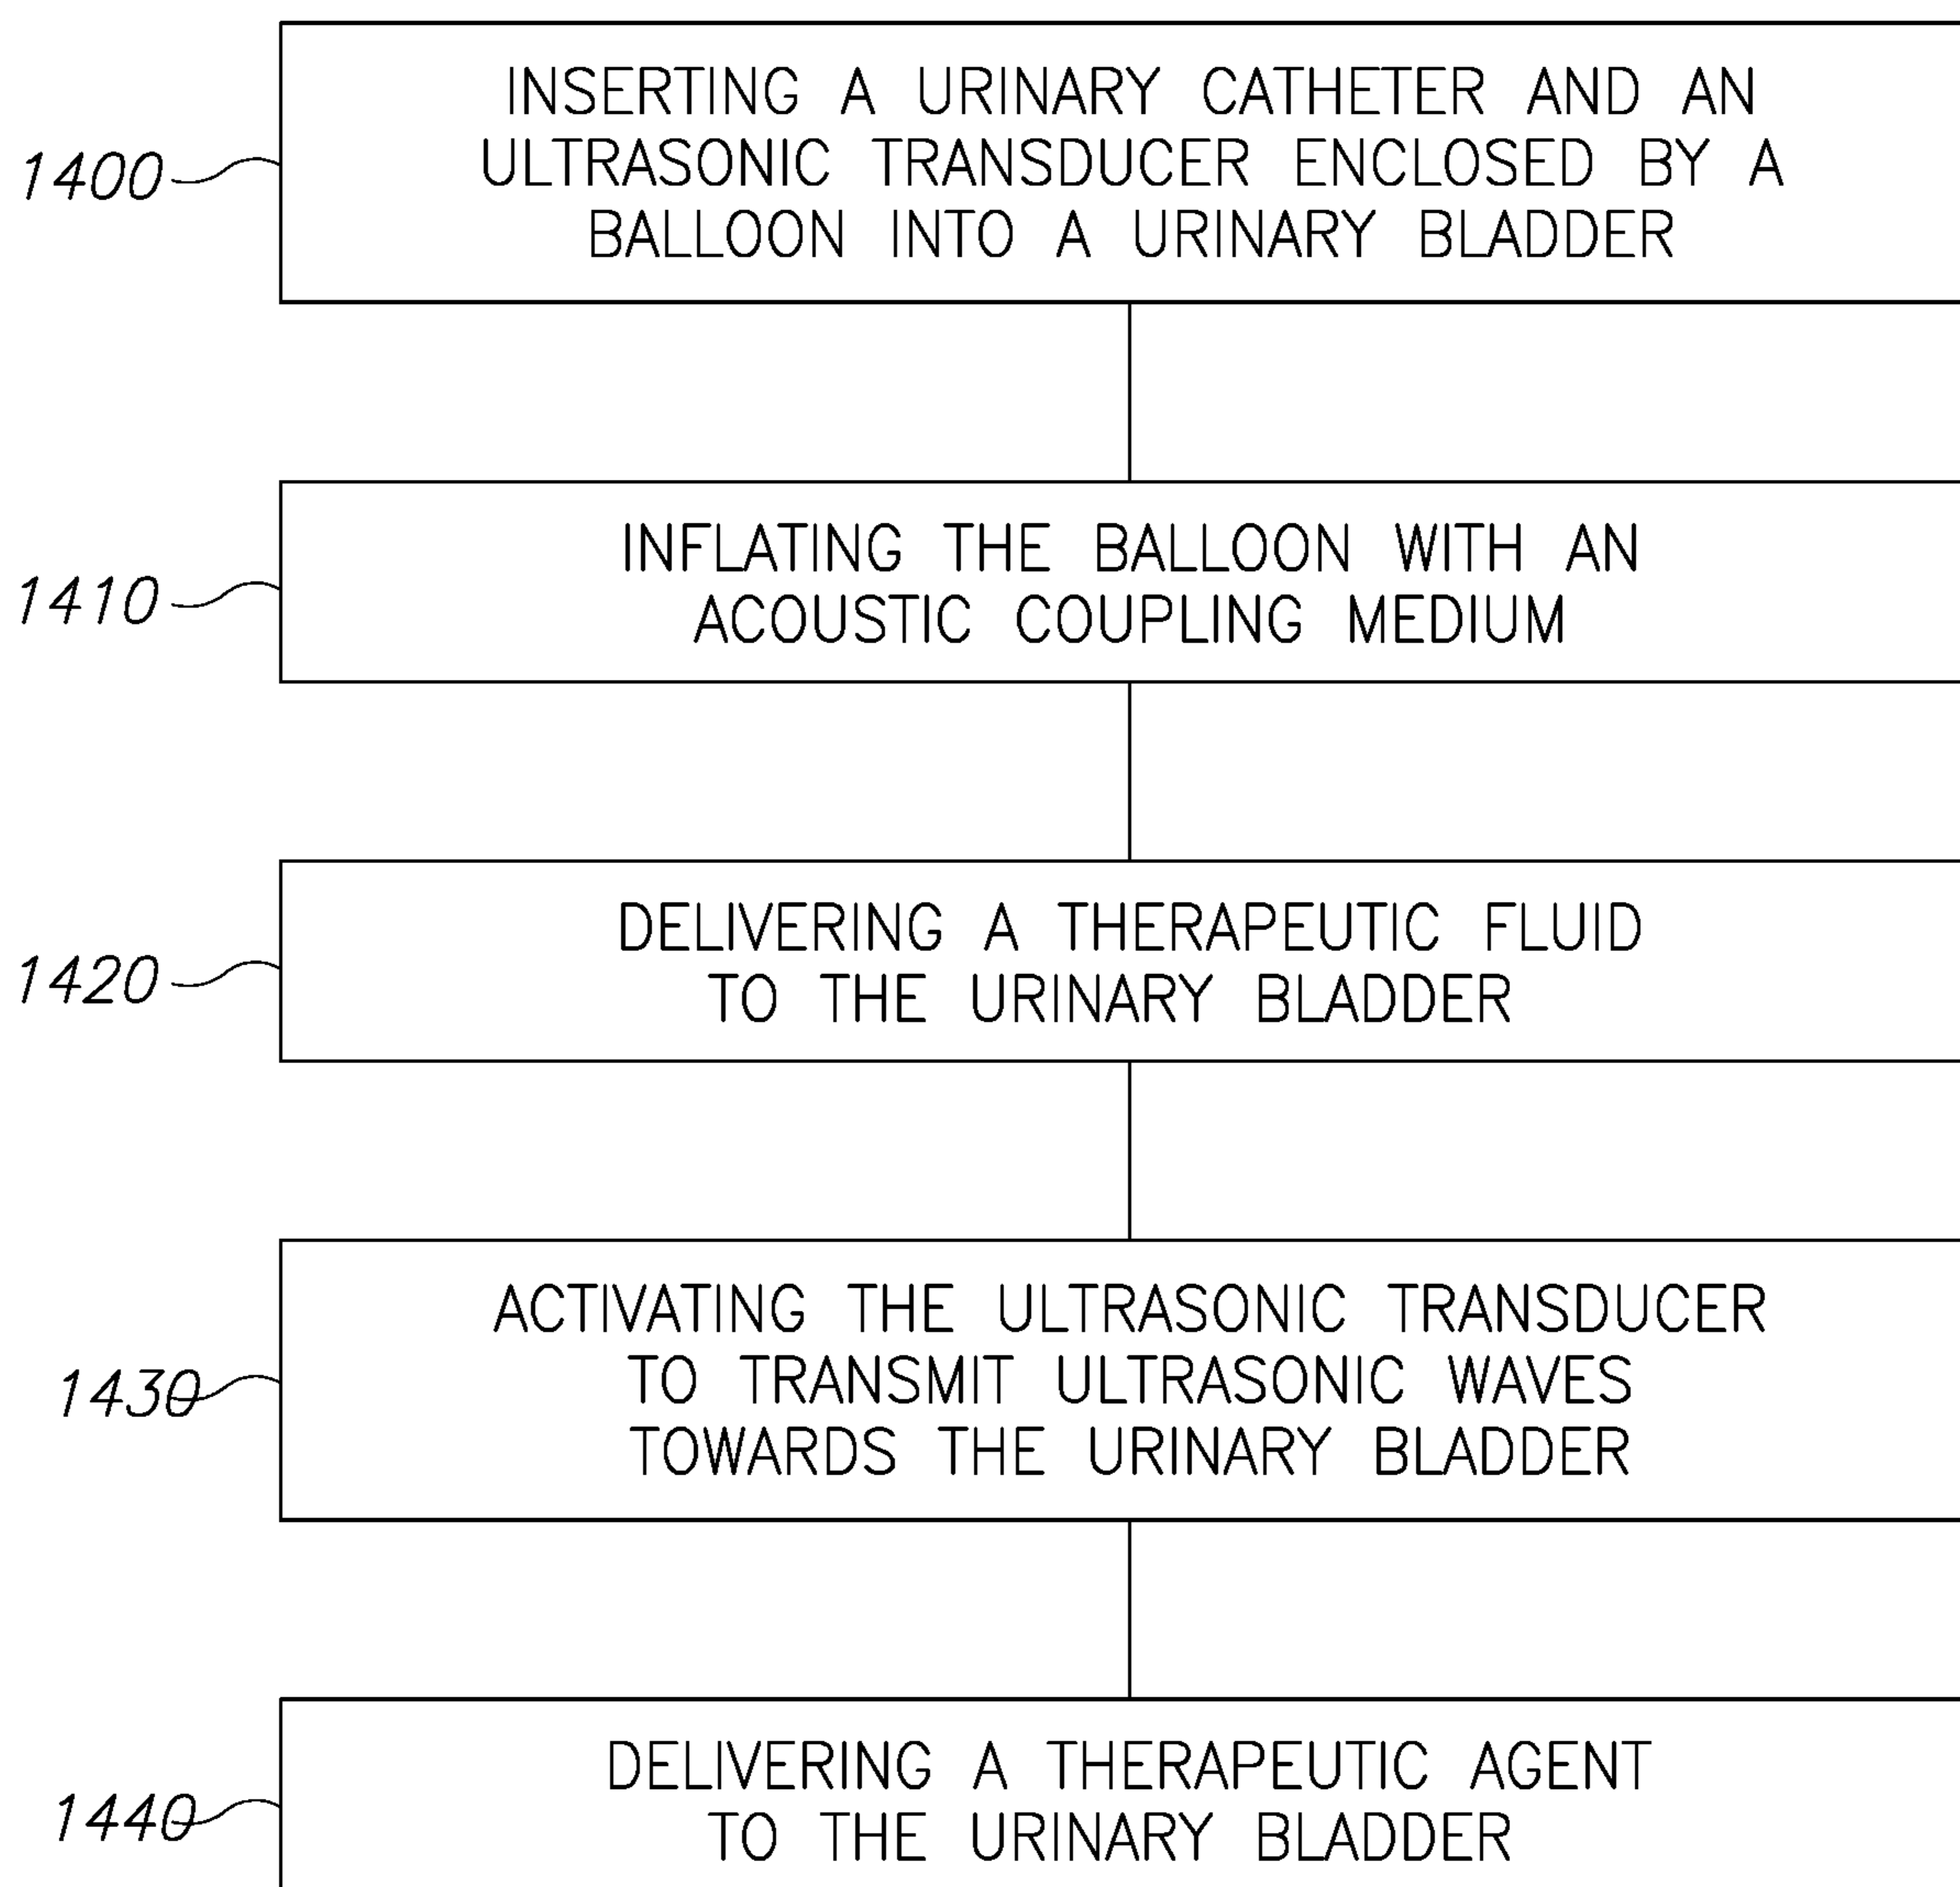 INSERTING A URINARY CATHETER AND AN
1400 ULTRASONIC TRANSDUCER ENCLOSED BY A
BALLOON INTO A URINARY BLADDER
INFLATING THE BALLOON WITH AN
1410 ACOUSTIC COUPLING MEDIUM
DELIVERING A THERAPEUTIC FLUID
1420 TO THE URINARY BLADDER
ACTIVATING THE ULTRASONIC TRANSDUCER
1430 TO TRANSMIT ULTRASONIC WAVES
TOWARDS THE URINARY BLADDER
DELIVERING A THERAPEUTIC AGENT
1440 TO THE URINARY BLADDER